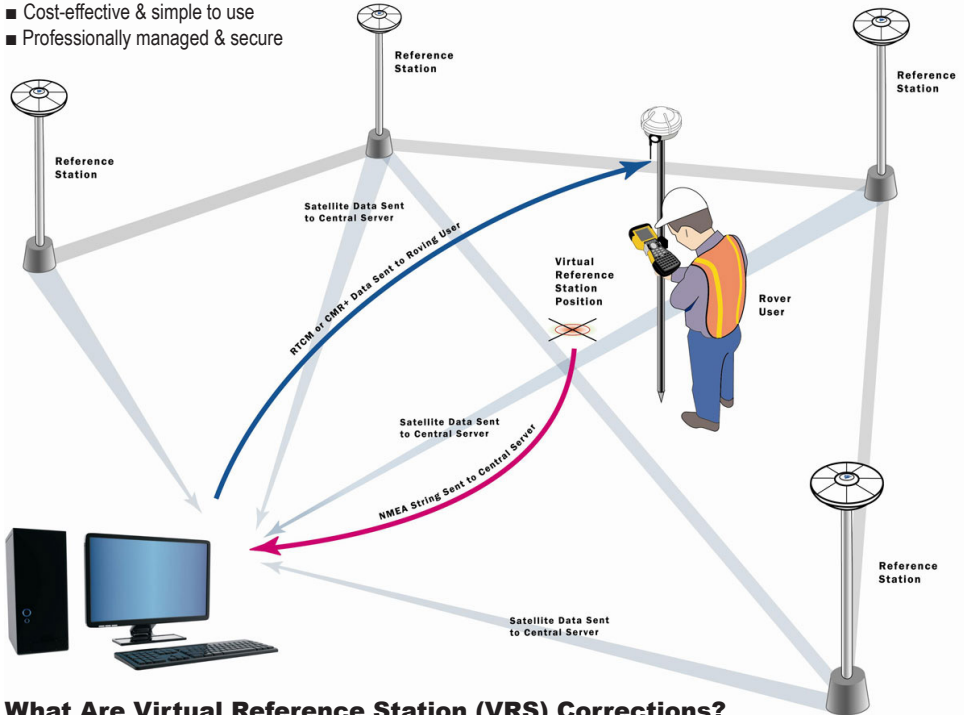 ■ Cost-effective & simple to use
■ Professionally managed & secure
Reference
Station
Reference
Station
Reference
Station
Satellite Data Sent
to Central Server
RTCM or CMR+ Data Sent to Roving User
Virtual
Reference
Station
Position
Rover
User
Satellite Data Sent
to Central Server
NMEA String Sent to Central Server
Reference
Station
Satellite Data Sent
to Central Server
What Are Virtual Reference Station (VRS) Corrections?